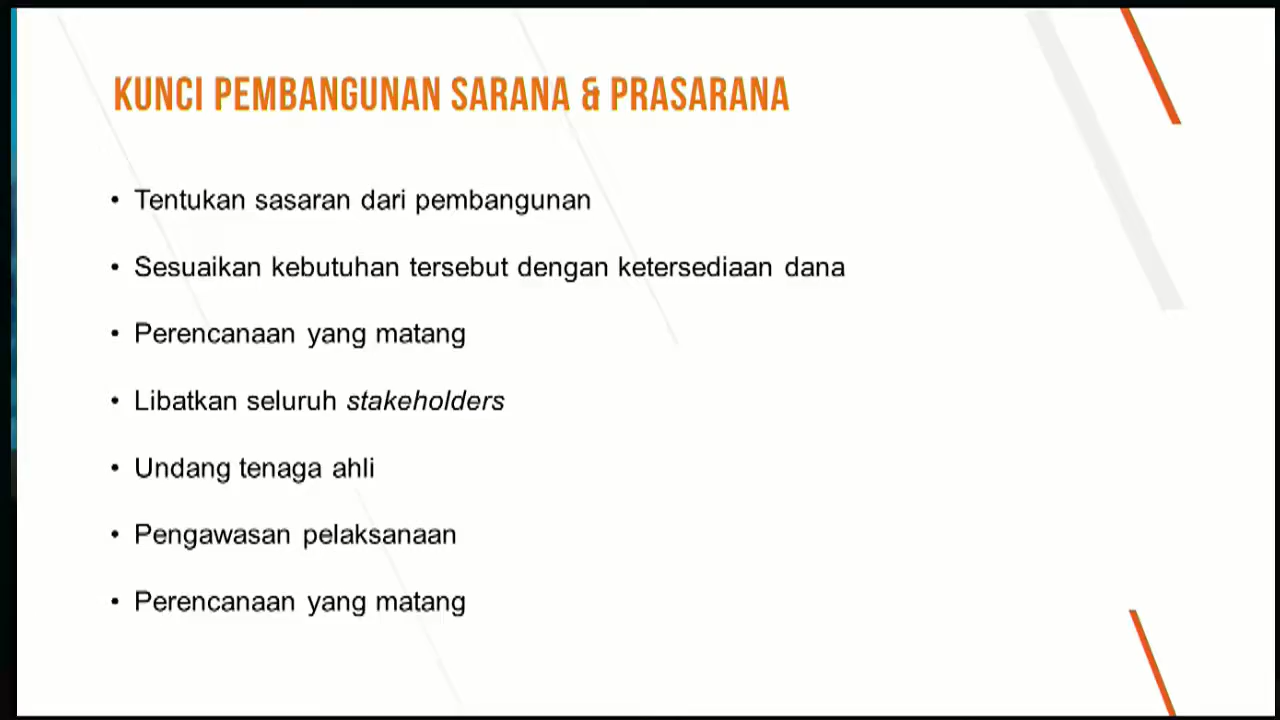 KUNCI PEMBANGUNAN SARANA & PRASARANA
• Tentukan sasaran dari pembangunan
• Sesuaikan kebutuhan tersebut dengan ketersediaan dana
• Perencanaan yang matang
• Libatkan seluruh stakeholders
• Undang tenaga ahli
• Pengawasan pelaksanaan
• Perencanaan yang matang